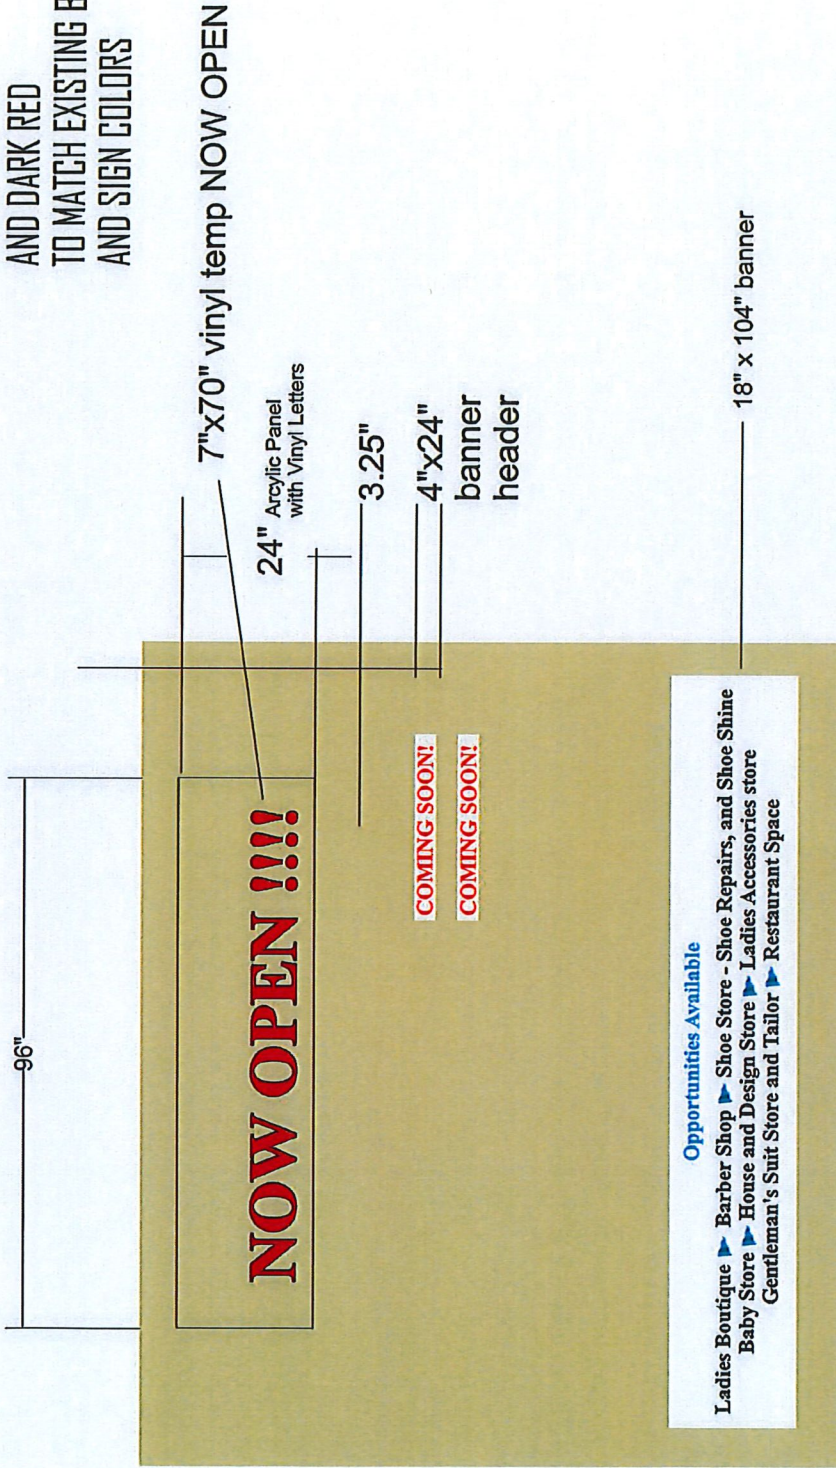 AND DARK RED
TO MATCH EXISTING
AND SIGN COLORS
96"
7"x70" vinyl temp NOW OPEN
24" Arcylic Panel
with Vinyl Letters
NOW OPEN !!!!
3.25"
4"x24"
banner
header
COMING SOON!
COMING SOON!
18" x 104" banner
Opportunities Available
Ladies Boutique ► Barber Shop ► Shoe Store - Shoe Repairs, and Shoe Shine
Baby Store ► House and Design Store ► Ladies Accessories store
Gentleman's Suit Store and Tailor ► Restaurant Space